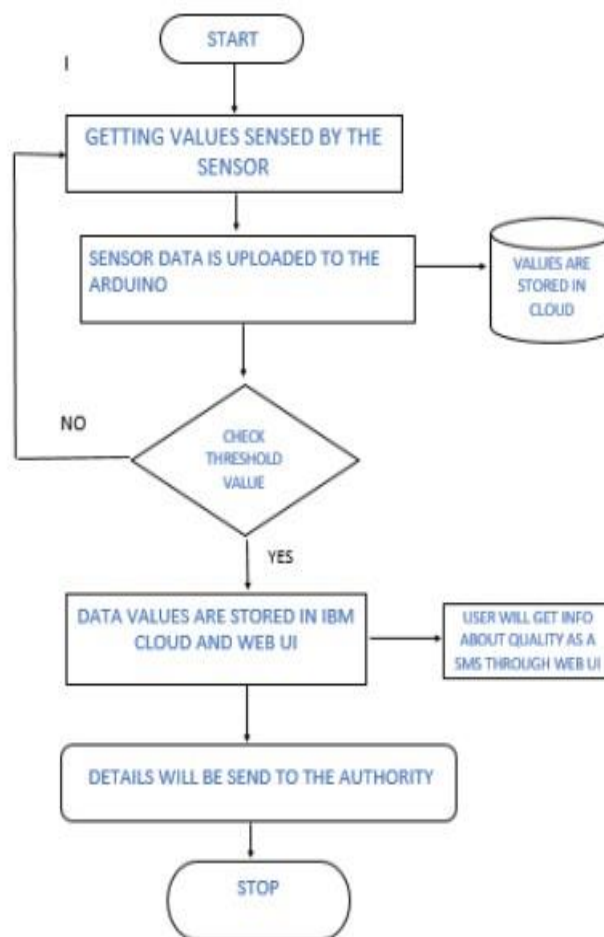 START
I
GETTING VALUES SENSED BY THE
SENSOR
SENSOR DATA IS UPLOADED TO THE
ARDUINO
VALUES ARE
STORED IN
CLOUD
NO
CHECK
THRESHOLD
VALUE
YES
DATA VALUES ARE STORED IN IBM
CLOUD AND WEB UI
USER WILL GET INFO
ABOUT QUALITY AS A
SMS THROUGH WEB UI
DETAILS WILL BE SEND TO THE AUTHORITY
STOP